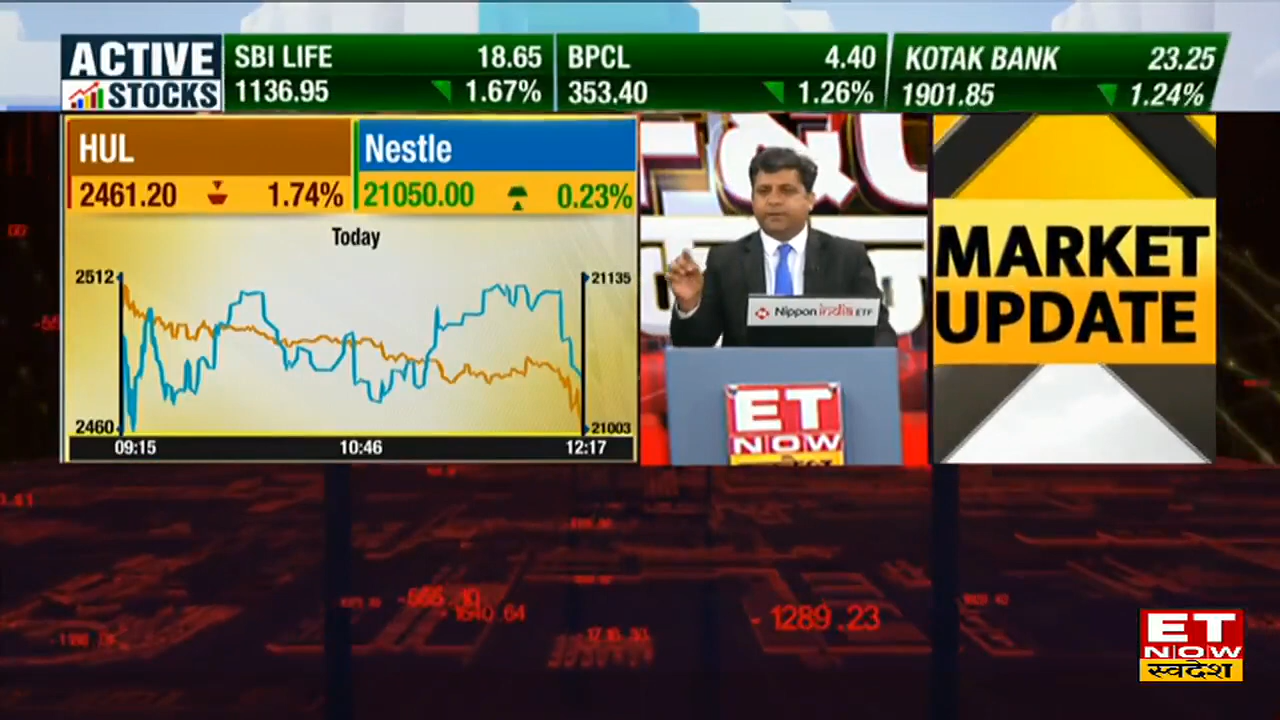 ACTIVE
STOCKS
SBI LIFE 18.65
1136.95 1.67%
BPCL 4.40
353.40 1.26%
KOTAK BANK 23.25
1901.85 1.24%
HUL
2461.20 1.74%
Nestle
21050.00 0.23%
Today
2512
2460
21135
21003
09:15 10:46 12:17
Nippon india ETF
ET
NOW
MARKET
UPDATE
-1289.23
ET
NOW
स्वदेश